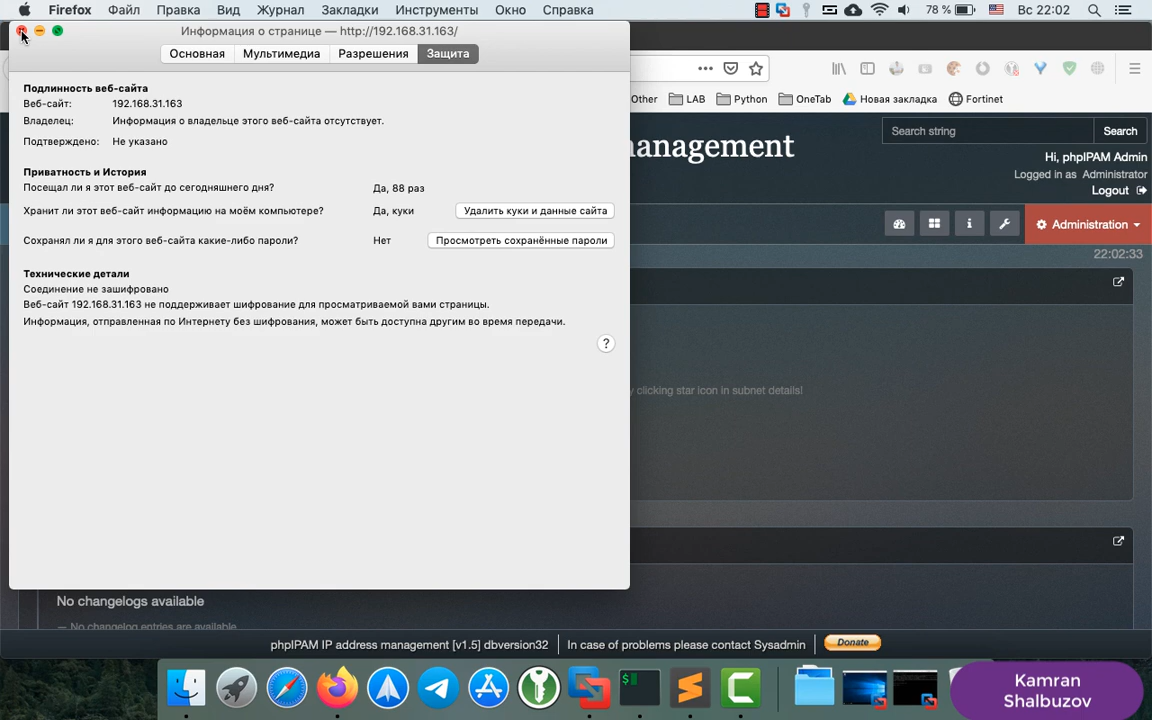 Firefox Файл Правка Вид Журнал Закладки Инструменты Окно Справка 78 % Вс 22:02
Информация о странице — http://192.168.31.163/
Основная Мультимедиа Разрешения Защита
Подлинность веб-сайта
Веб-сайт: 192.168.31.163
Владелец: Информация о владельце этого веб-сайта отсутствует.
Подтверждено: Не указано
Приватность и История
Посещал ли я этот веб-сайт до сегодняшнего дня? Да, 88 раз
Хранит ли этот веб-сайт информацию на моём компьютере? Да, куки Удалить куки и данные сайта
Сохранял ли я для этого веб-сайта какие-либо пароли? Нет Просмотреть сохранённые пароли
Технические детали
Соединение не зашифровано
Веб-сайт 192.168.31.163 не поддерживает шифрование для просматриваемой вами страницы.
Информация, отправленная по Интернету без шифрования, может быть доступна другим во время передачи.
?
Other LAB Python OneTab Новая закладка Fortinet
anagement
Search string Search
Hi, phpIPAM Admin
Logged in as Administrator
Logout
Administration
22:02:33
y clicking star icon in subnet details!
No changelogs available
— No changelog entries are available
phpIPAM IP address management [v1.5] dbversion32 In case of problems please contact Sysadmin Donate
Kamran
Shalbuzov